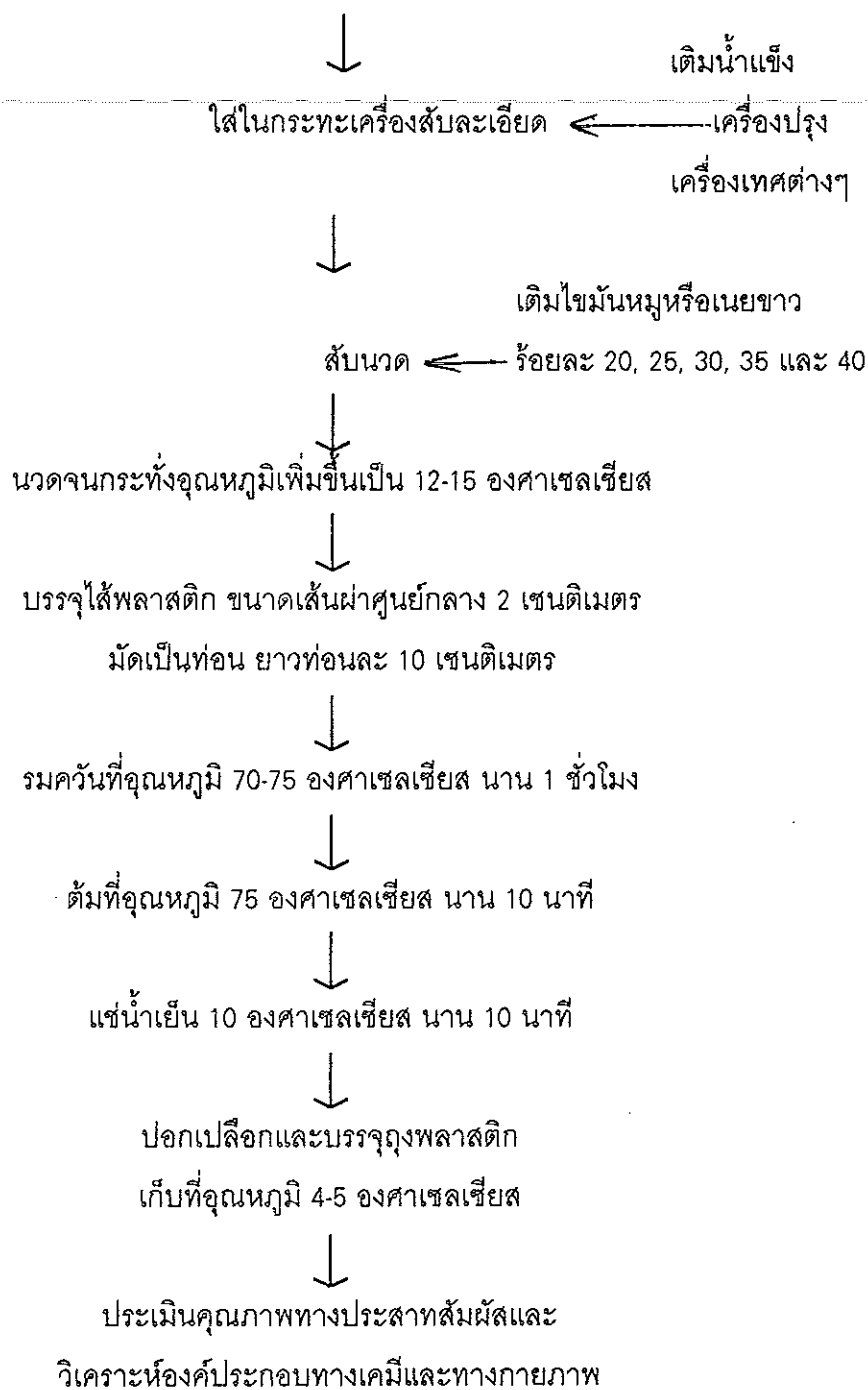 เติมน้ำแข็ง
ใส่ในกระทะเครื่องสับละเอียด เครื่องปรุง
เครื่องเทศต่างๆ
เติมไขมันหมูหรือเนยขาว
สับนวด ร้อยละ 20, 25, 30, 35 และ 40
นวดจนกระทั่งอุณหภูมิเพิ่มขึ้นเป็น 12-15 องศาเซลเซียส
บรรจุไส้พลาสติก ขนาดเส้นผ่าศูนย์กลาง 2 เซนติเมตร
มัดเป็นท่อน ยาวท่อนละ 10 เซนติเมตร
รมควันที่อุณหภูมิ 70-75 องศาเซลเซียส นาน 1 ชั่วโมง
ต้มที่อุณหภูมิ 75 องศาเซลเซียส นาน 10 นาที
แช่น้ำเย็น 10 องศาเซลเซียส นาน 10 นาที
ปอกเปลือกและบรรจุถุงพลาสติก
เก็บที่อุณหภูมิ 4-5 องศาเซลเซียส
ประเมินคุณภาพทางประสาทสัมผัสและ
วิเคราะห์องค์ประกอบทางเคมีและทางกายภาพ